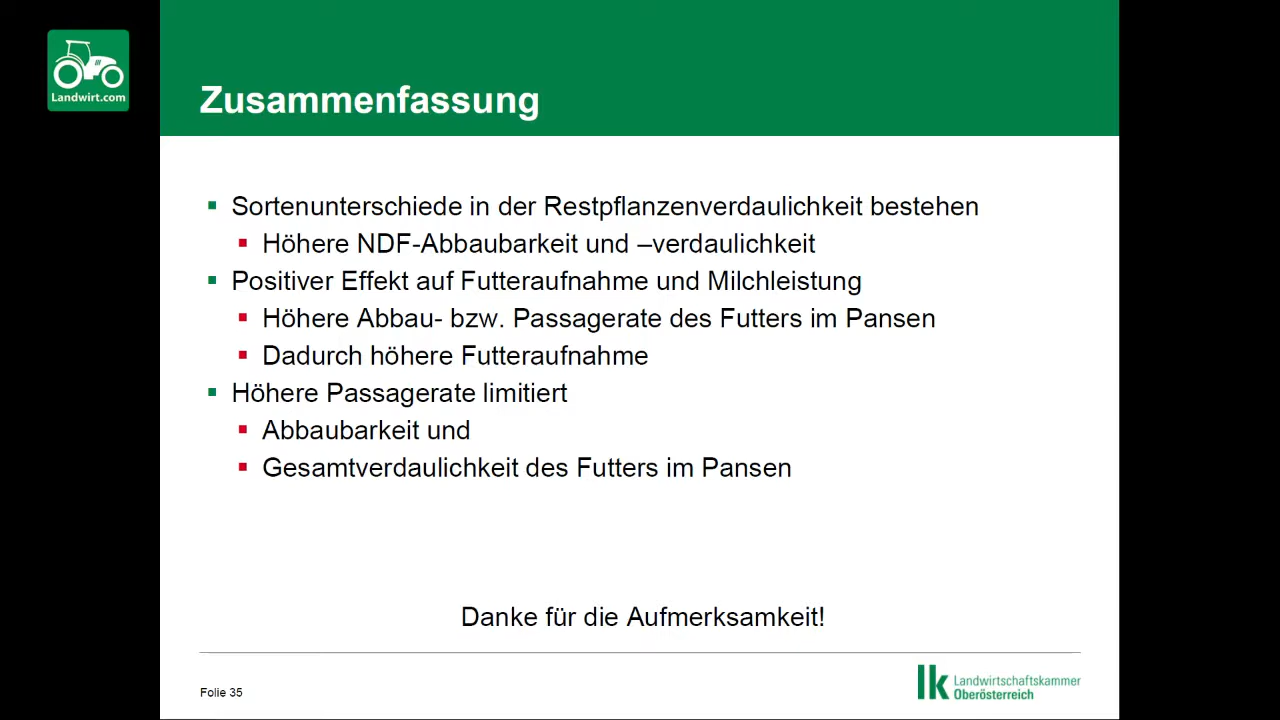 Landwirt.com
Zusammenfassung
Sortenunterschiede in der Restpflanzenverdaulichkeit bestehen
Höhere NDF-Abbaubarkeit und –verdaulichkeit
Positiver Effekt auf Futteraufnahme und Milchleistung
Höhere Abbau- bzw. Passagerate des Futters im Pansen
Dadurch höhere Futteraufnahme
Höhere Passagerate limitiert
Abbaubarkeit und
Gesamtverdaulichkeit des Futters im Pansen
Danke für die Aufmerksamkeit!
Folie 35
lk Landwirtschaftskammer
Oberösterreich